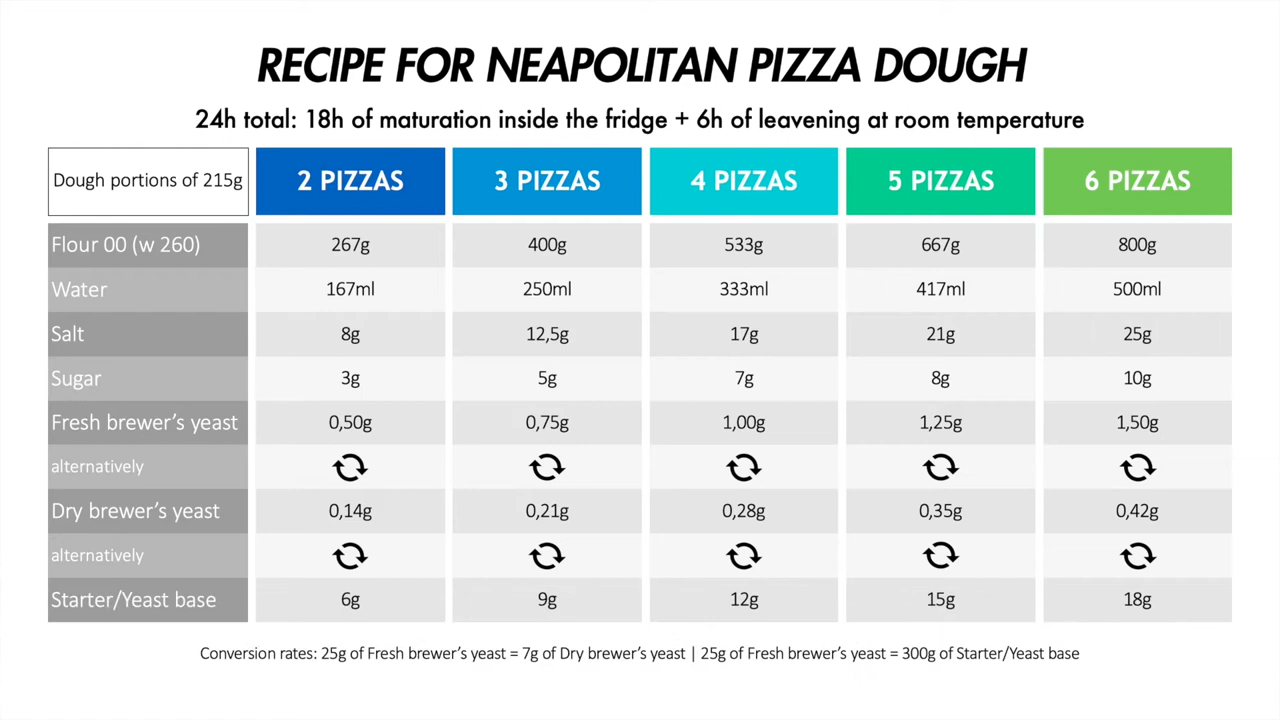 RECIPE FOR NEAPOLITAN PIZZA DOUGH
24h total: 18h of maturation inside the fridge + 6h of leavening at room temperature
Dough portions of 215g 2 PIZZAS 3 PIZZAS 4 PIZZAS 5 PIZZAS 6 PIZZAS
Flour 00 (w 260) 267g 400g 533g 667g 800g
Water 167ml 250ml 333ml 417ml 500ml
Salt 8g 12,5g 17g 21g 25g
Sugar 3g 5g 7g 8g 10g
Fresh brewer’s yeast 0,50g 0,75g 1,00g 1,25g 1,50g
alternatively
Dry brewer’s yeast 0,14g 0,21g 0,28g 0,35g 0,42g
alternatively
Starter/Yeast base 6g 9g 12g 15g 18g
Conversion rates: 25g of Fresh brewer’s yeast = 7g of Dry brewer’s yeast | 25g of Fresh brewer’s yeast = 300g of Starter/Yeast base